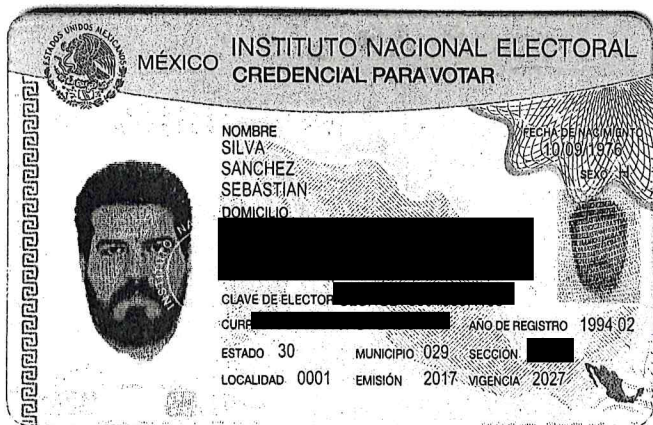 ESTADOS UNIDOS MEXICANOS
MÉXICO
INSTITUTO NACIONAL ELECTORAL
CREDENCIAL PARA VOTAR
NOMBRE
SILVA
SANCHEZ
SEBASTIAN
FECHA DE NACIMIENTO
10/09/1976
SEXO H
DOMICILIO
CLAVE DE ELECTOR
CURP
AÑO DE REGISTRO 1994 02
ESTADO 30 MUNICIPIO 029 SECCIÓN
LOCALIDAD 0001 EMISIÓN 2017 VIGENCIA 2027